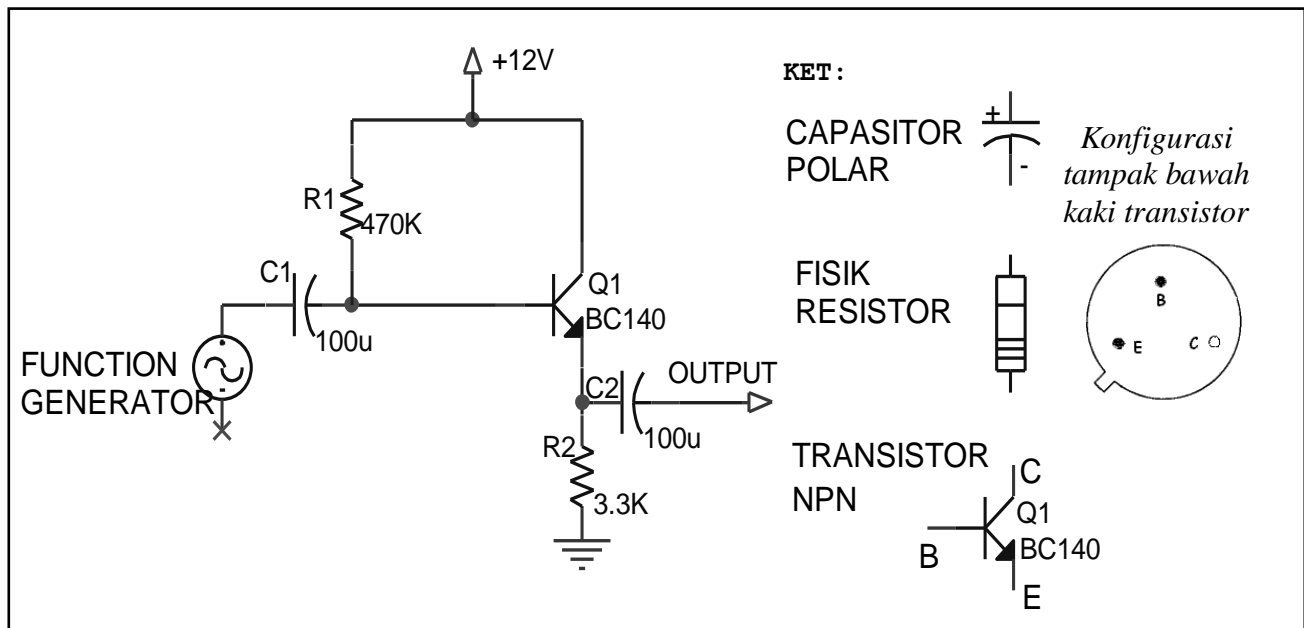 +12V
R1
470K
C1
100u
Q1
BC140
FUNCTION
GENERATOR
C2
OUTPUT
100u
R2
3.3K
KET:
CAPASITOR
POLAR
+
-
Konfigurasi
tampak bawah
kaki transistor
FISIK
RESISTOR
B
E
C
TRANSISTOR
NPN
C
Q1
BC140
B
E